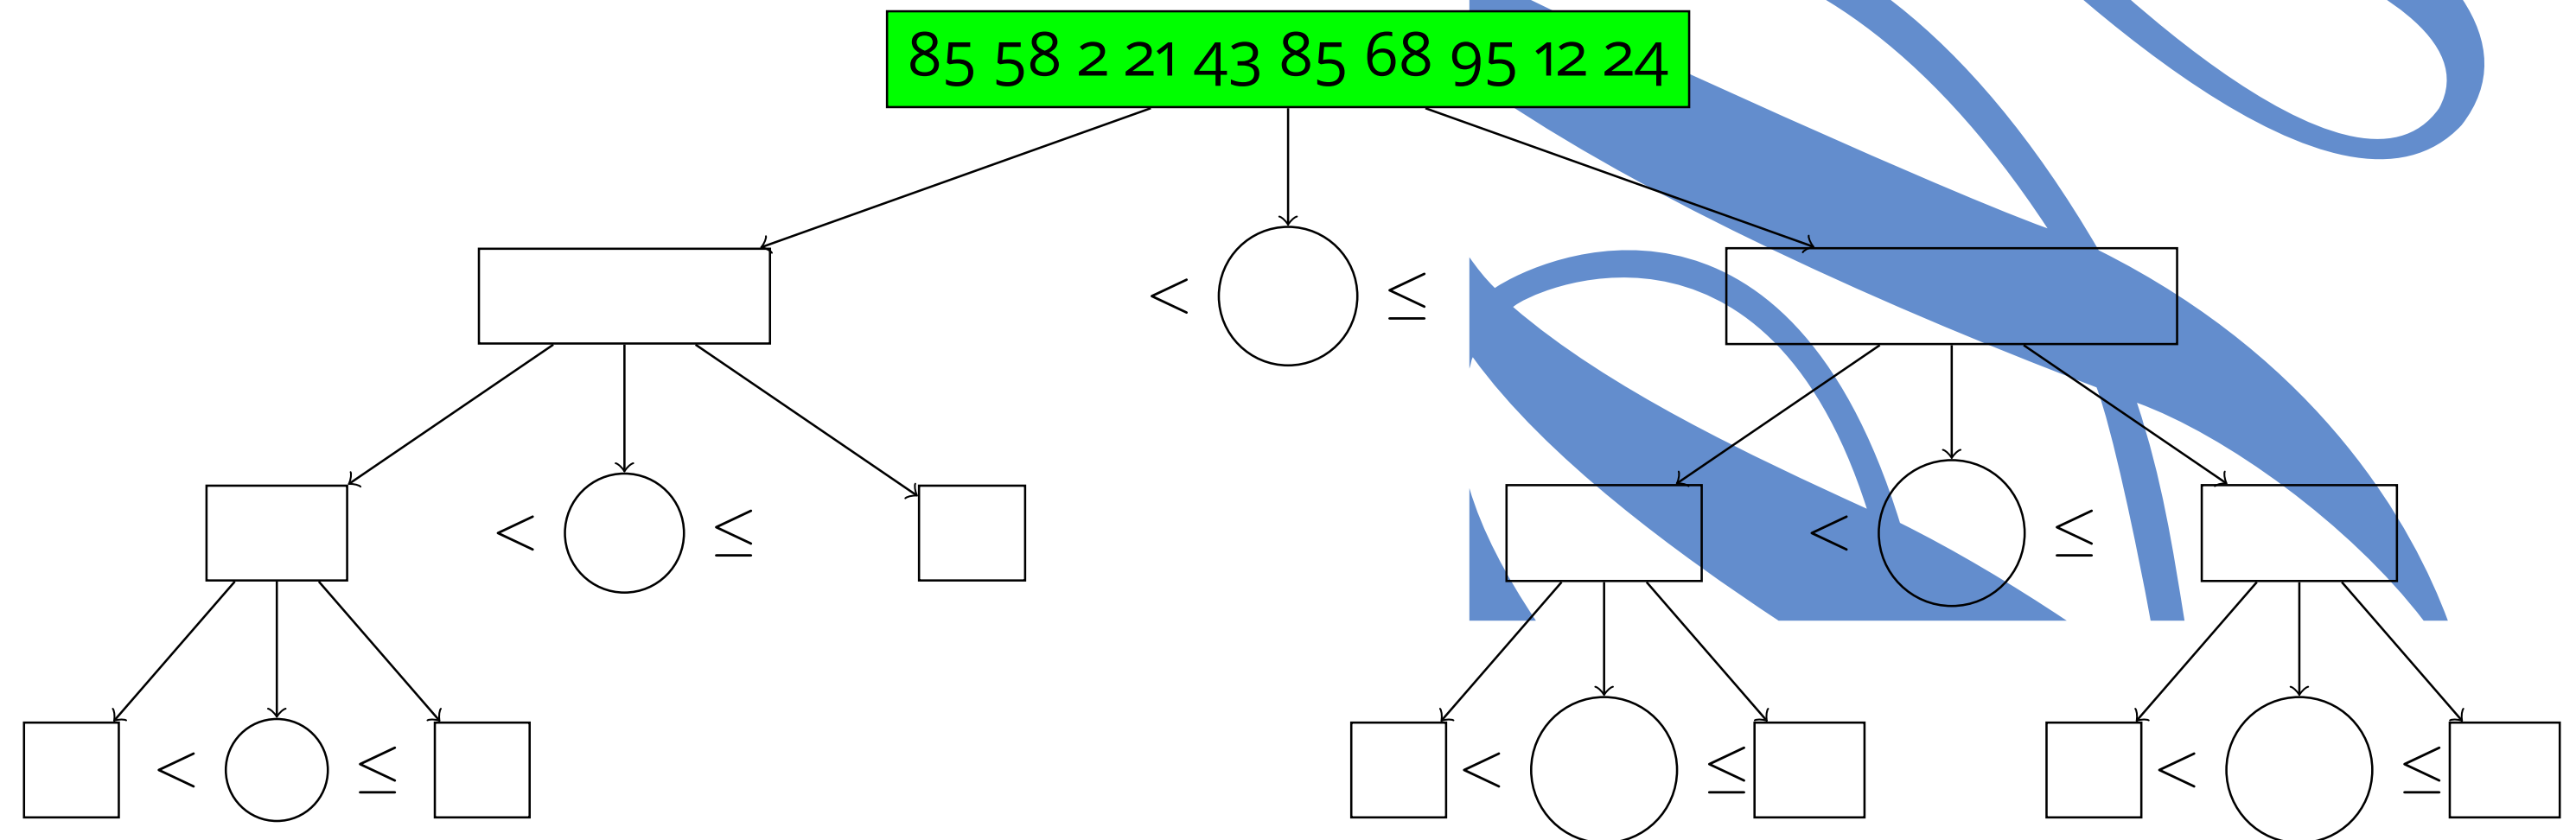 85 58 2 21 43 85 68 95 12 24
< ≤
< ≤ < ≤
< ≤ < ≤ < ≤